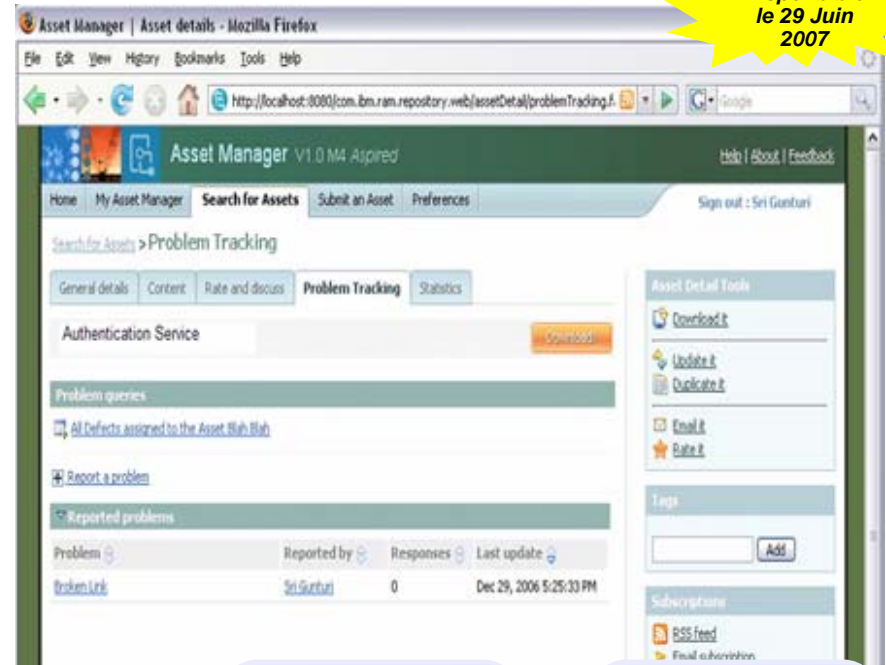 le 29 Juin
2007
Asset Manager | Asset details - Mozilla Firefox
File Edit View History Bookmarks Tools Help
http://localhost:8080/com.ibm.ram.repository.web/assetDetail/problemTracking.f
Google
Asset Manager V1.0 M4 Aspired
Help | About | Feedback
Home My Asset Manager Search for Assets Submit an Asset Preferences
Sign out : Sri Gunturi
Search for Assets > Problem Tracking
General details Content Rate and discuss Problem Tracking Statistics
Authentication Service
Download
Problem queries
All Defects assigned to the Asset Blah Blah
Report a problem
Reported problems
Problem Reported by Responses Last update
Broken Link Sri Gunturi 0 Dec 29, 2006 5:25:33 PM
Asset Detail Tools
Download it
Update it
Duplicate it
Email it
Rate it
Tags
Add
Subscriptions
RSS feed
Email subscription